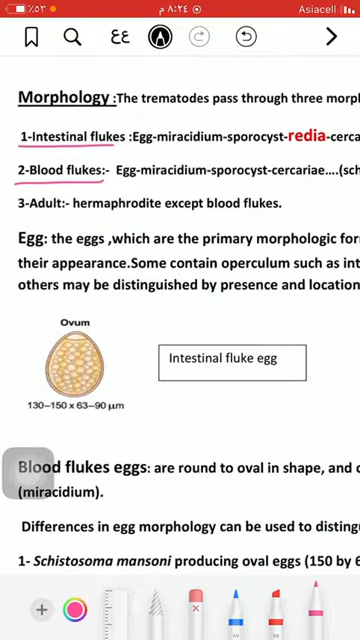 ٪٥٣ ٨:٢٤ م Asiacell
ع ع
Morphology :The trematodes pass through three morp
1-Intestinal flukes :Egg-miracidium-sporocyst-redia-cerca
2-Blood flukes:- Egg-miracidium-sporocyst-cercariae....(sch
3-Adult:- hermaphrodite except blood flukes.
Egg: the eggs ,which are the primary morphologic for
their appearance.Some contain operculum such as int
others may be distinguished by presence and location
Ovum
Intestinal fluke egg
130–150 x 63–90 μm
Blood flukes eggs: are round to oval in shape, and c
(miracidium).
Differences in egg morphology can be used to distingu
1- Schistosoma mansoni producing oval eggs (150 by 6